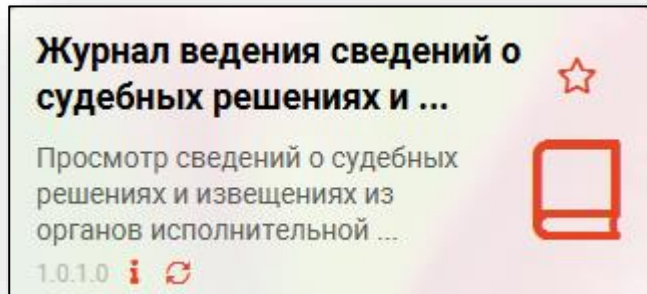 Журнал ведения сведений о
судебных решениях и ...
Просмотр сведений о судебных
решениях и извещениях из
органов исполнительной ...
1.0.1.0